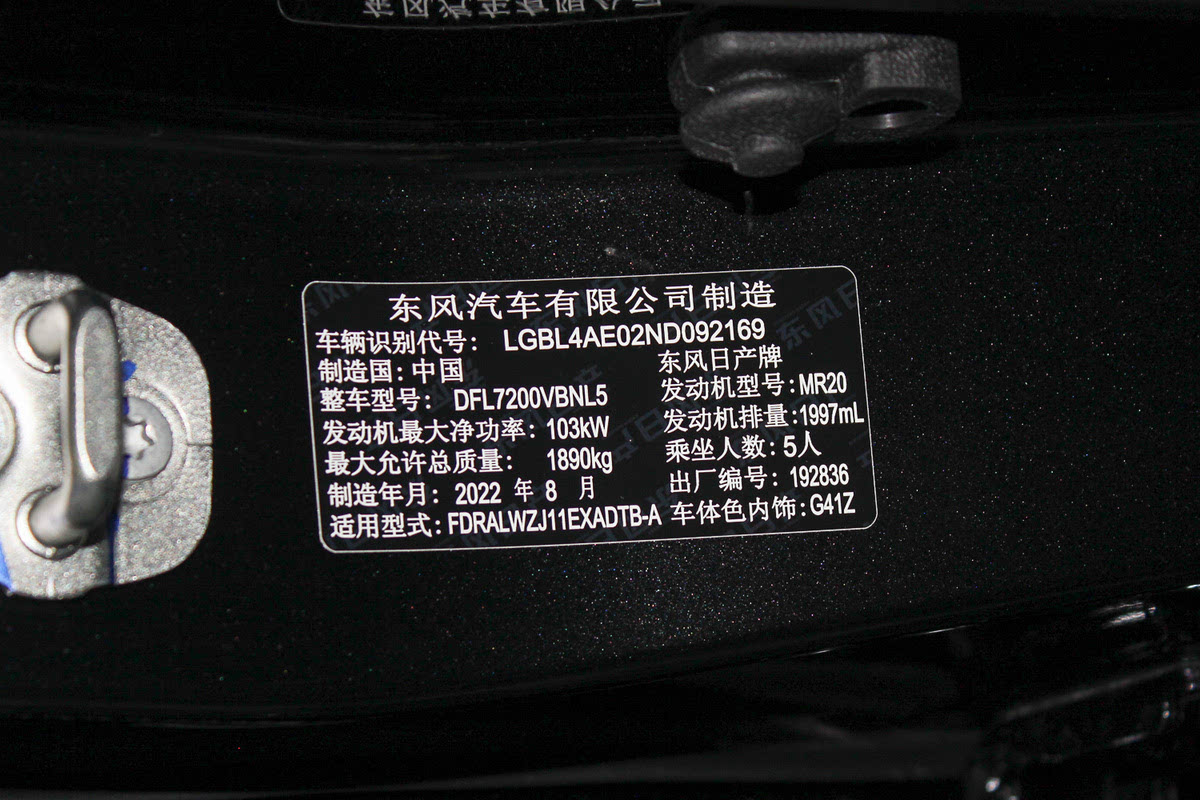 东风汽车有限公司制造
车辆识别代号: LGBL4AE02ND092169
制造国: 中国 东风日产牌
整车型号: DFL7200VBNL5 发动机型号: MR20
发动机最大净功率: 103kW 发动机排量: 1997mL
最大允许总质量: 1890kg 乘坐人数: 5人
制造年月: 2022 年 8 月 出厂编号: 192836
适用型式: FDRALWZJ11EXADTB-A 车体色内饰: G41Z